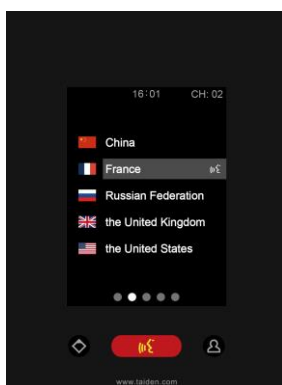 16:01 CH: 02
China
France
Russian Federation
the United Kingdom
the United States
www.taiden.com